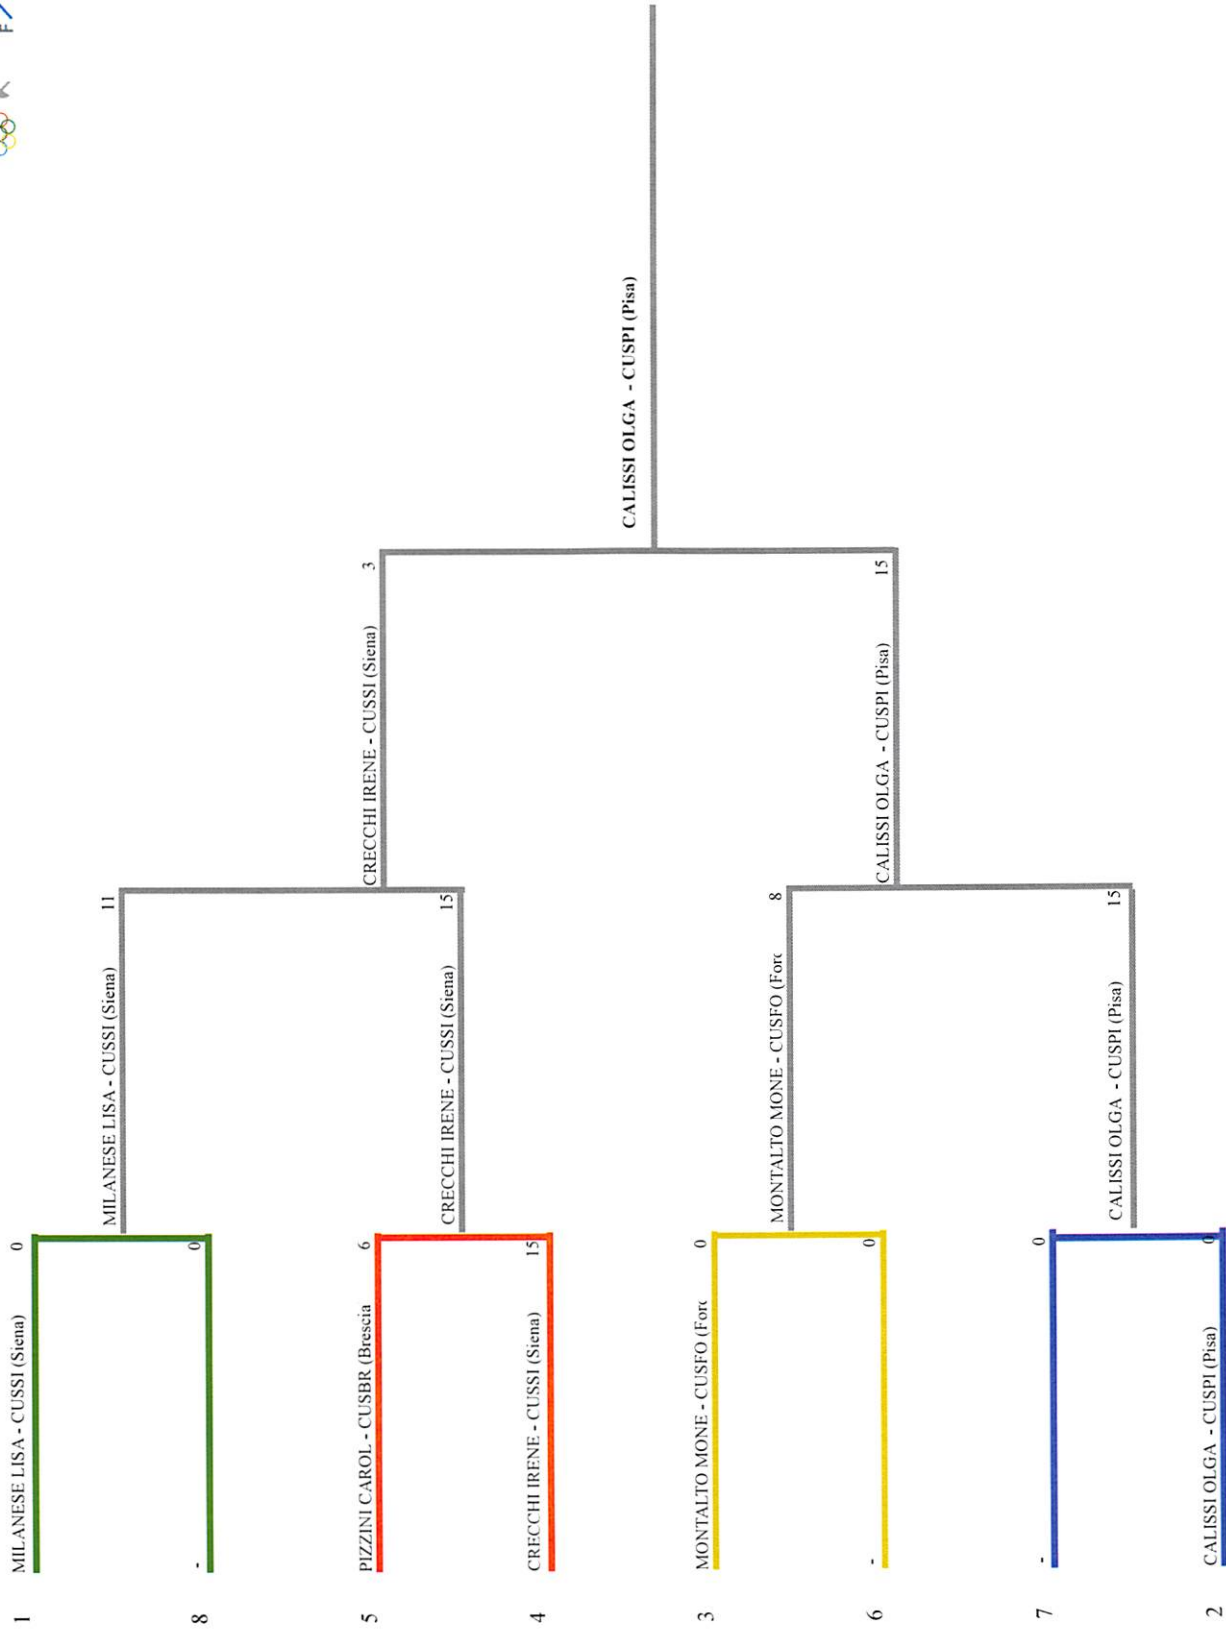 1
MILANESE LISA - CUSSI (Siena)
0
8
-
0
MILANESE LISA - CUSSI (Siena)
11
5
PIZZINI CAROL - CUSBR (Brescia
6
4
CRECCHI IRENE - CUSSI (Siena)
15
CRECCHI IRENE - CUSSI (Siena)
15
CRECCHI IRENE - CUSSI (Siena)
3
3
MONTALTO MONE - CUSFO (Forc
0
6
-
0
MONTALTO MONE - CUSFO (Forc
8
7
-
0
2
CALISSI OLGA - CUSPI (Pisa)
0
CALISSI OLGA - CUSPI (Pisa)
15
CALISSI OLGA - CUSPI (Pisa)
15
CALISSI OLGA - CUSPI (Pisa)